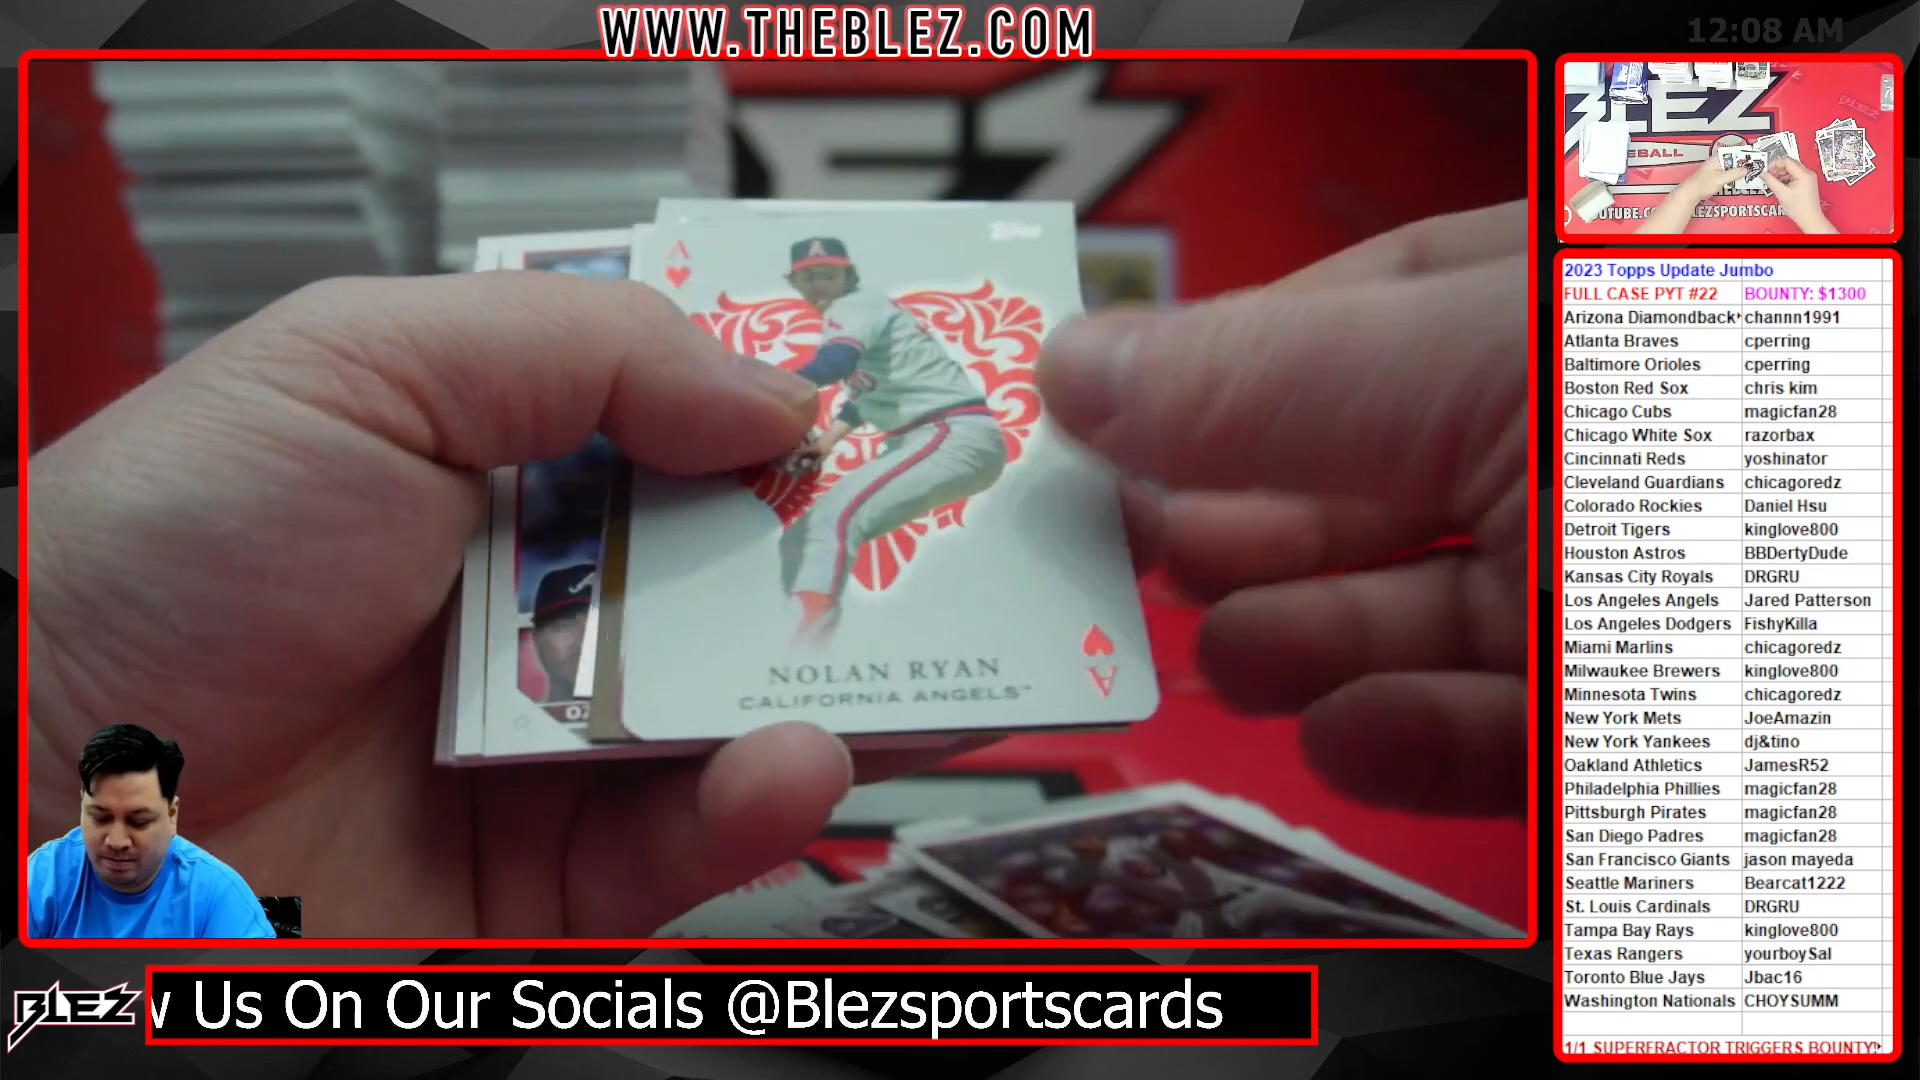 WWW.THEBLEZ.COM
12:08 AM
A
Topps
NOLAN RYAN
CALIFORNIA ANGELS™
A
OZ
BLEZ
EBALL
2023 Topps Update Jumbo
FULL CASE PYT #22 BOUNTY: $1300
Arizona Diamondback channn1991
Atlanta Braves cperring
Baltimore Orioles cperring
Boston Red Sox chris kim
Chicago Cubs magicfan28
Chicago White Sox razorbax
Cincinnati Reds yoshinator
Cleveland Guardians chicagoredz
Colorado Rockies Daniel Hsu
Detroit Tigers kinglove800
Houston Astros BBDertyDude
Kansas City Royals DRGRU
Los Angeles Angels Jared Patterson
Los Angeles Dodgers FishyKilla
Miami Marlins chicagoredz
Milwaukee Brewers kinglove800
Minnesota Twins chicagoredz
New York Mets JoeAmazin
New York Yankees dj&tino
Oakland Athletics JamesR52
Philadelphia Phillies magicfan28
Pittsburgh Pirates magicfan28
San Diego Padres magicfan28
San Francisco Giants jason mayeda
Seattle Mariners Bearcat1222
St. Louis Cardinals DRGRU
Tampa Bay Rays kinglove800
Texas Rangers yourboySal
Toronto Blue Jays Jbac16
Washington Nationals CHOYSUMM
1/1 SUPERFRACTOR TRIGGERS BOUNTY!
BLEZ
w Us On Our Socials @Blezsportscards